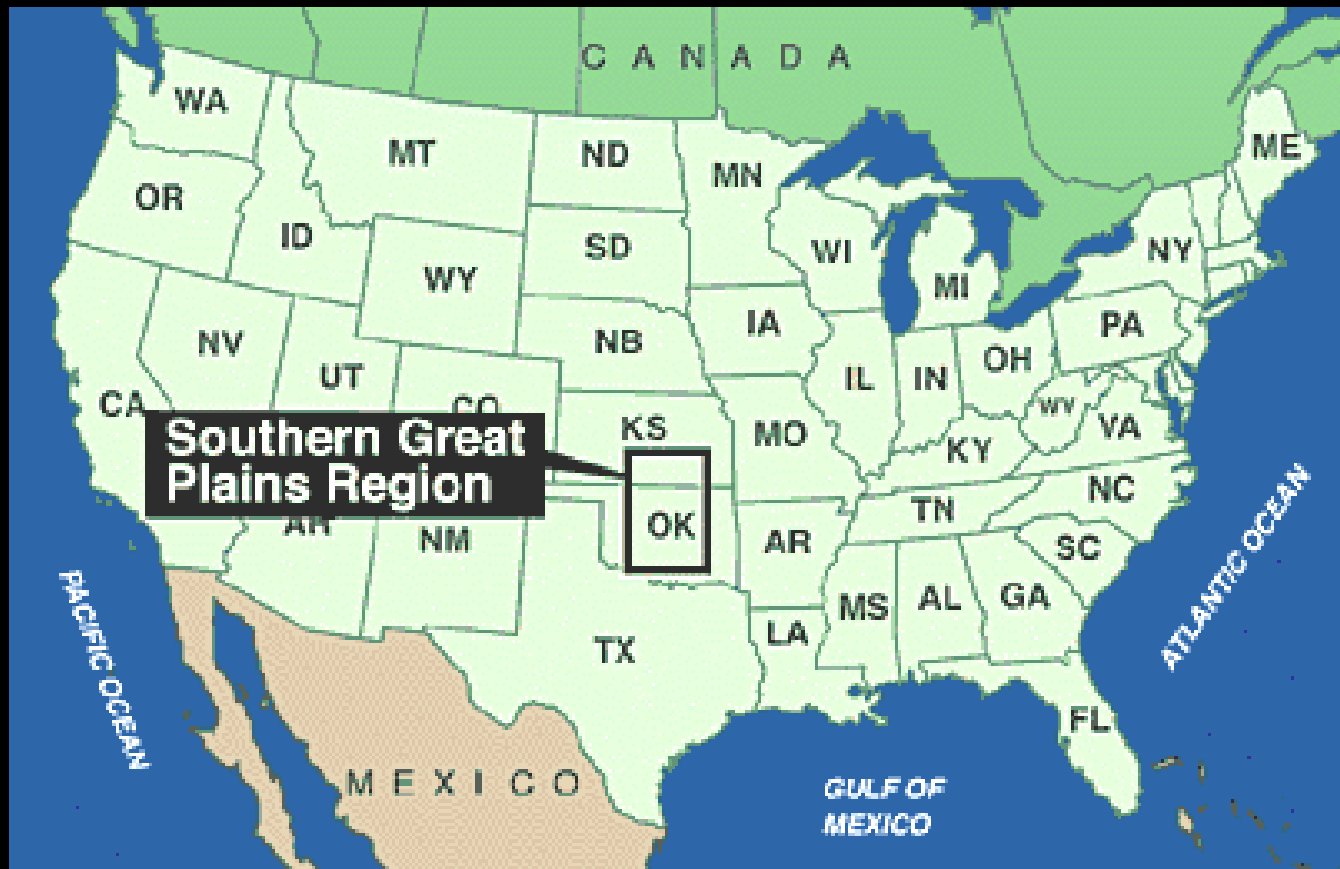 C A N A D A
WA
MT
ND
MN
ME
OR
ID
SD
WI
NY
WY
MI
NV
NB
IA
PA
UT
IL
IN
OH
CA
CO
KS
MO
WV
VA
KY
Southern Great
Plains Region
NC
TN
AR
NM
OK
AR
SC
MS
AL
GA
LA
TX
FL
PACIFIC OCEAN
ATLANTIC OCEAN
M E X I C O
GULF OF
MEXICO